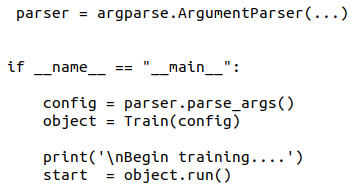 parser = argparse.ArgumentParser(...)
if __name__ == "__main__":
config = parser.parse_args()
object = Train(config)
print('\nBegin training....')
start  = object.run()